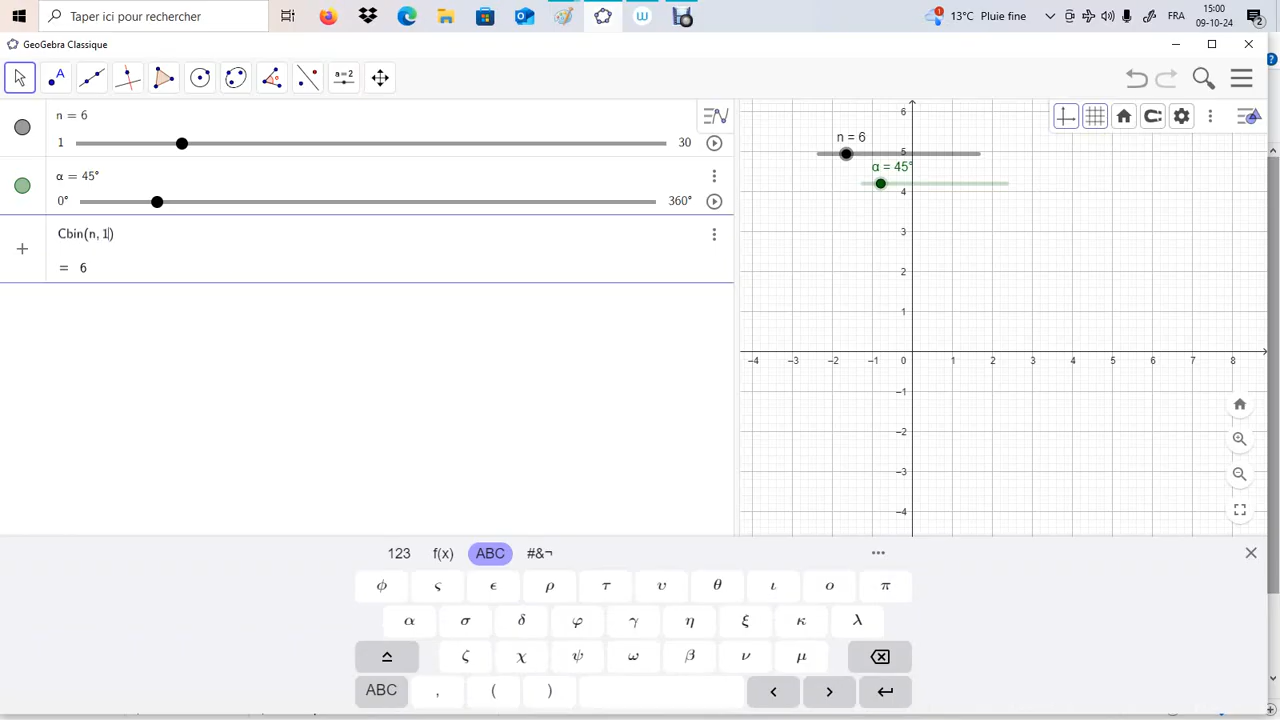 Taper ici pour rechercher
13°C Pluie fine
FRA
15:00
09-10-24
2
GeoGebra Classique
a=2
n = 6
1
30
α = 45°
0°
360°
Cbin(n, 1)
= 6
n = 6
α = 45°
6
5
4
3
2
1
-4 -3 -2 -1 0 1 2 3 4 5 6 7 8
-1
-2
-3
-4
123 f(x) ABC #&¬
ϕ ς ϵ ρ τ υ θ ι ο π
α σ δ φ γ η ξ κ λ
ζ χ ψ ω β ν μ
ABC , ( ) < >